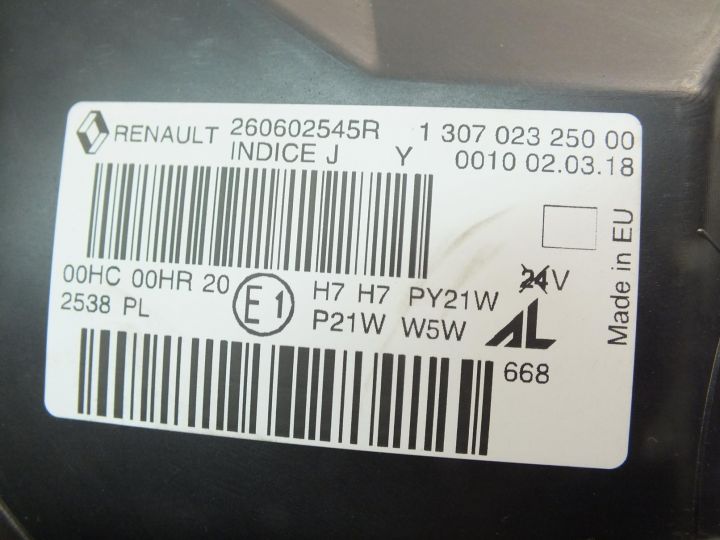 RENAULT 260602545R 1 307 023 250 00
INDICE J Y 0010 02.03.18
00HC 00HR 20 E1 H7 H7 PY21W 24V
2538 PL P21W W5W AL
668
Made in EU